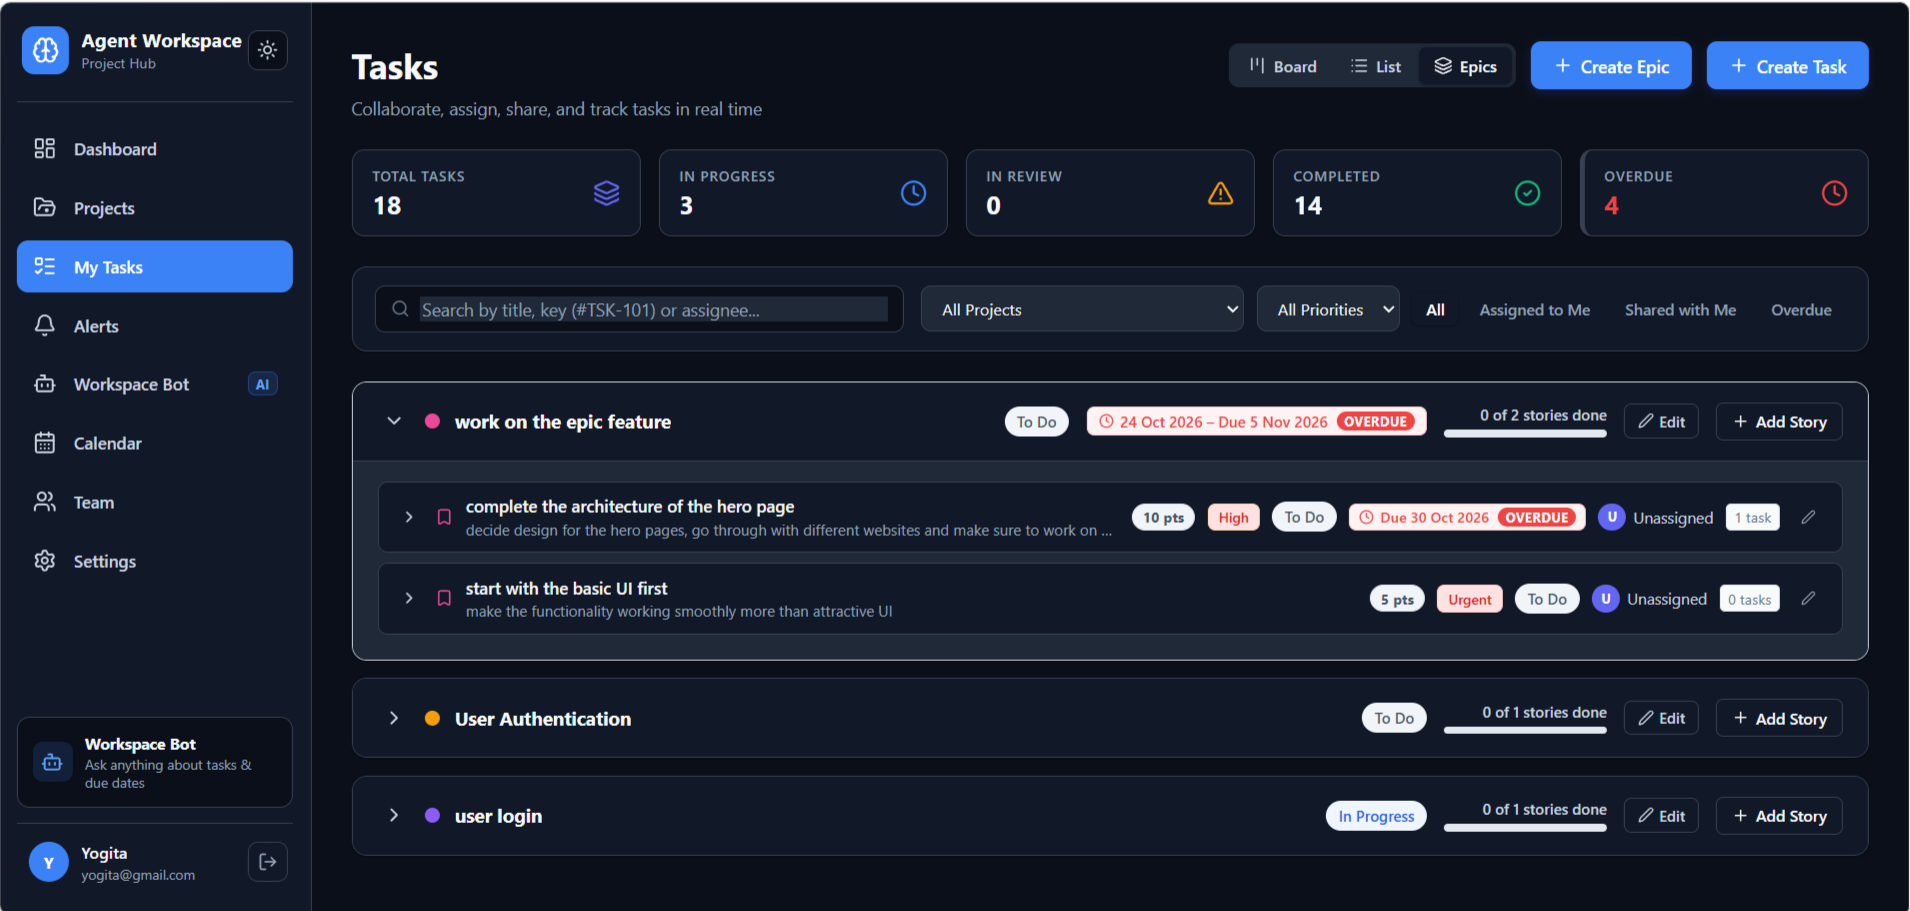 Agent Workspace
Project Hub
Dashboard
Projects
My Tasks
Alerts
Workspace Bot AI
Calendar
Team
Settings
Workspace Bot
Ask anything about tasks &
due dates
Y Yogita
yogita@gmail.com
Tasks
Collaborate, assign, share, and track tasks in real time
Board List Epics + Create Epic + Create Task
TOTAL TASKS
18
IN PROGRESS
3
IN REVIEW
0
COMPLETED
14
OVERDUE
4
Search by title, key (#TSK-101) or assignee... All Projects All Priorities All Assigned to Me Shared with Me Overdue
work on the epic feature To Do 24 Oct 2026 – Due 5 Nov 2026 OVERDUE 0 of 2 stories done Edit + Add Story
complete the architecture of the hero page
decide design for the hero pages, go through with different websites and make sure to work on ...
10 pts High To Do Due 30 Oct 2026 OVERDUE U Unassigned 1 task
start with the basic UI first
make the functionality working smoothly more than attractive UI
5 pts Urgent To Do U Unassigned 0 tasks
User Authentication To Do 0 of 1 stories done Edit + Add Story
user login In Progress 0 of 1 stories done Edit + Add Story